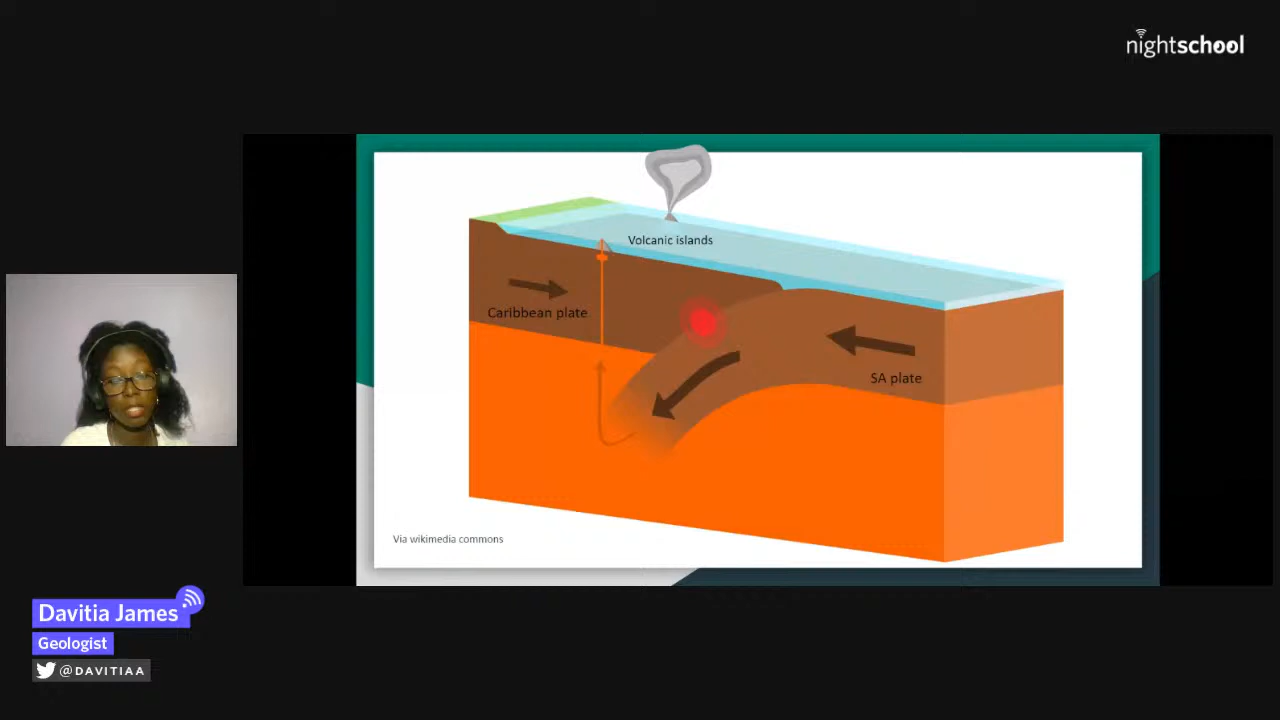 nightschool
Volcanic islands
Caribbean plate
SA plate
Via wikimedia commons
Davitia James
Geologist
@DAVITIAA